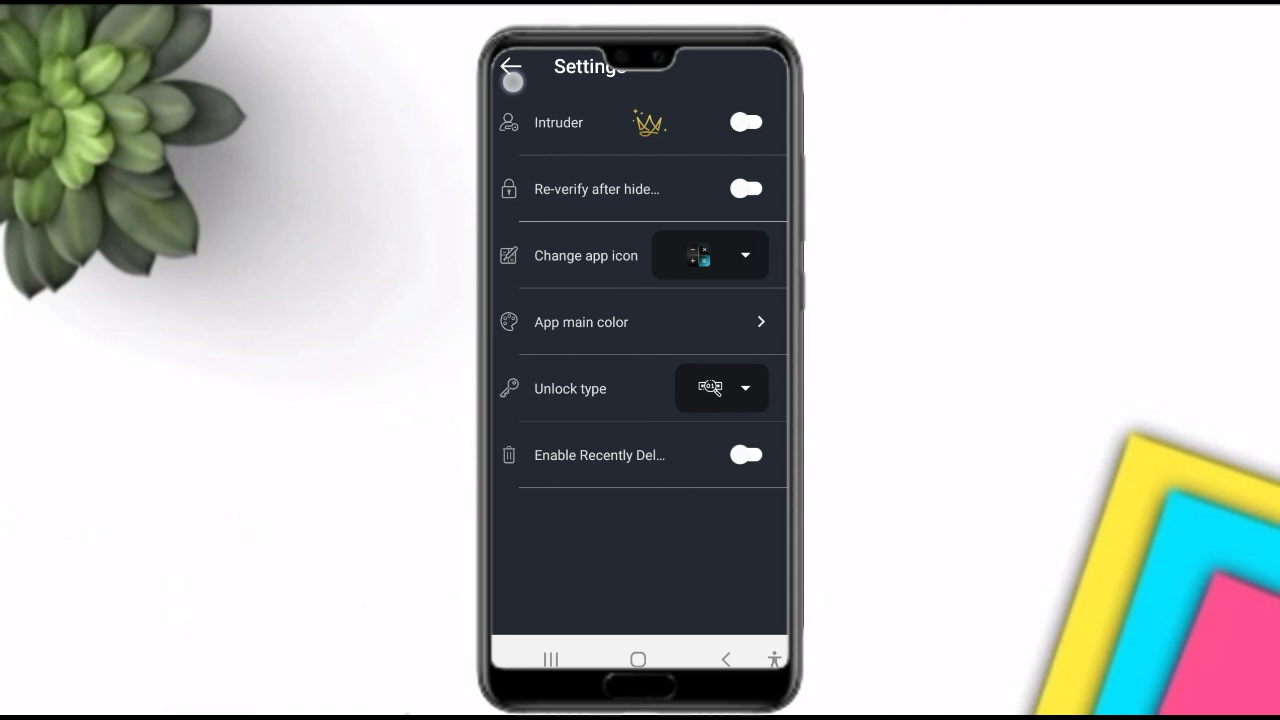 Settings
Intruder
Re-verify after hide...
Change app icon
App main color
Unlock type
Enable Recently Del...